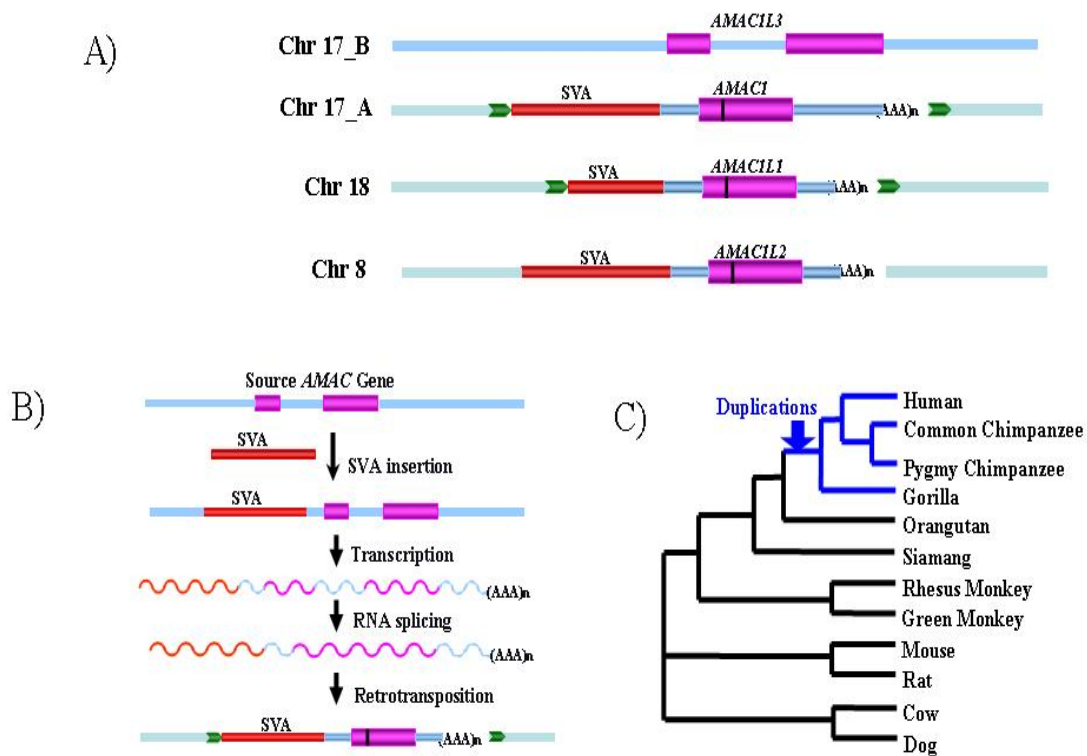 A)
Chr 17_B
AMAC1L3
Chr 17_A
SVA
AMAC1
(AAA)n
Chr 18
SVA
AMAC1L1
(AAA)n
Chr 8
SVA
AMAC1L2
(AAA)n
B)
Source AMAC Gene
SVA
SVA insertion
SVA
Transcription
(AAA)n
RNA splicing
(AAA)n
Retrotransposition
SVA
(AAA)n
C)
Duplications
Human
Common Chimpanzee
Pygmy Chimpanzee
Gorilla
Orangutan
Siamang
Rhesus Monkey
Green Monkey
Mouse
Rat
Cow
Dog